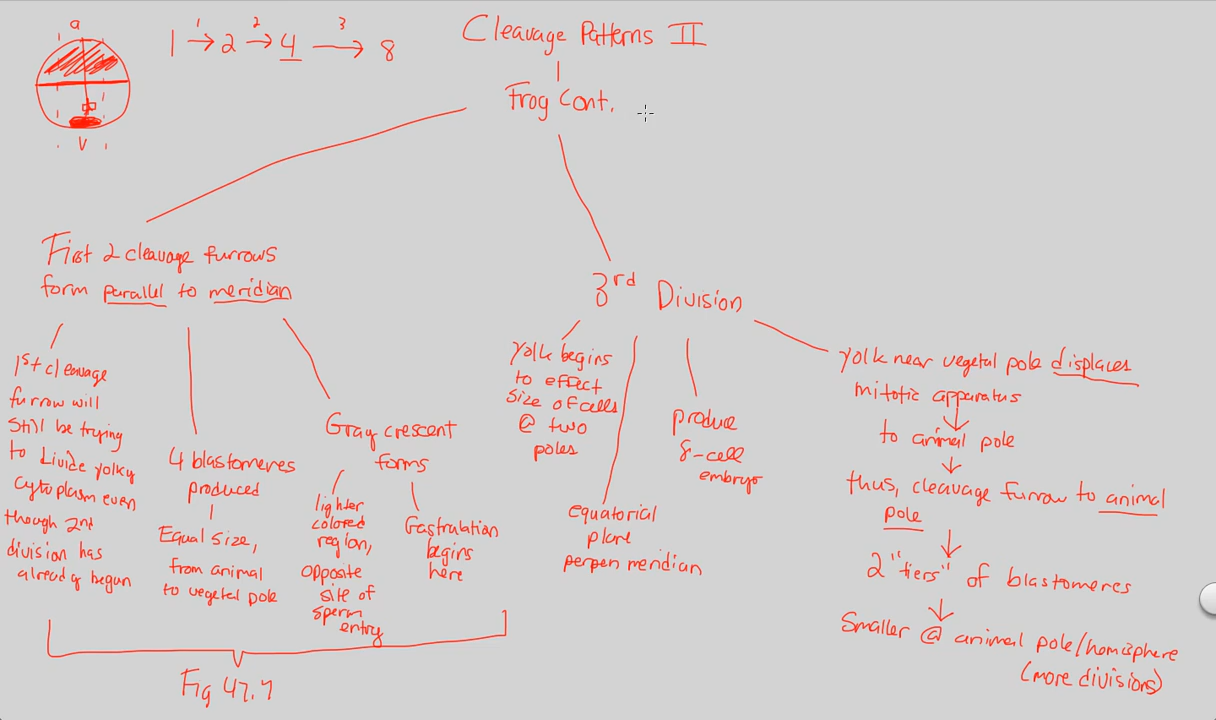 a
V
1 →1 2 →2 4 →3 8
Cleavage Patterns II
Frog Cont.
First 2 cleavage furrows
form parallel to meridian
1st cleavage
furrow will
still be trying
to divide yolky
cytoplasm even
though 2nd
division has
already begun
4 blastomeres
produced
Equal size,
from animal
to vegetal pole
Gray crescent
forms
lighter
colored
region,
opposite
site of
sperm
entry
Gastrulation
begins
here
Fig 47.7
3rd Division
Yolk begins
to effect
size of cells
@ two
poles
equatorial
plane
perpen meridian
produce
8-cell
embryo
yolk near vegetal pole displaces
mitotic apparatus
to animal pole
thus, cleavage furrow to animal
pole
2 "tiers" of blastomeres
Smaller @ animal pole/hemisphere
(more divisions)